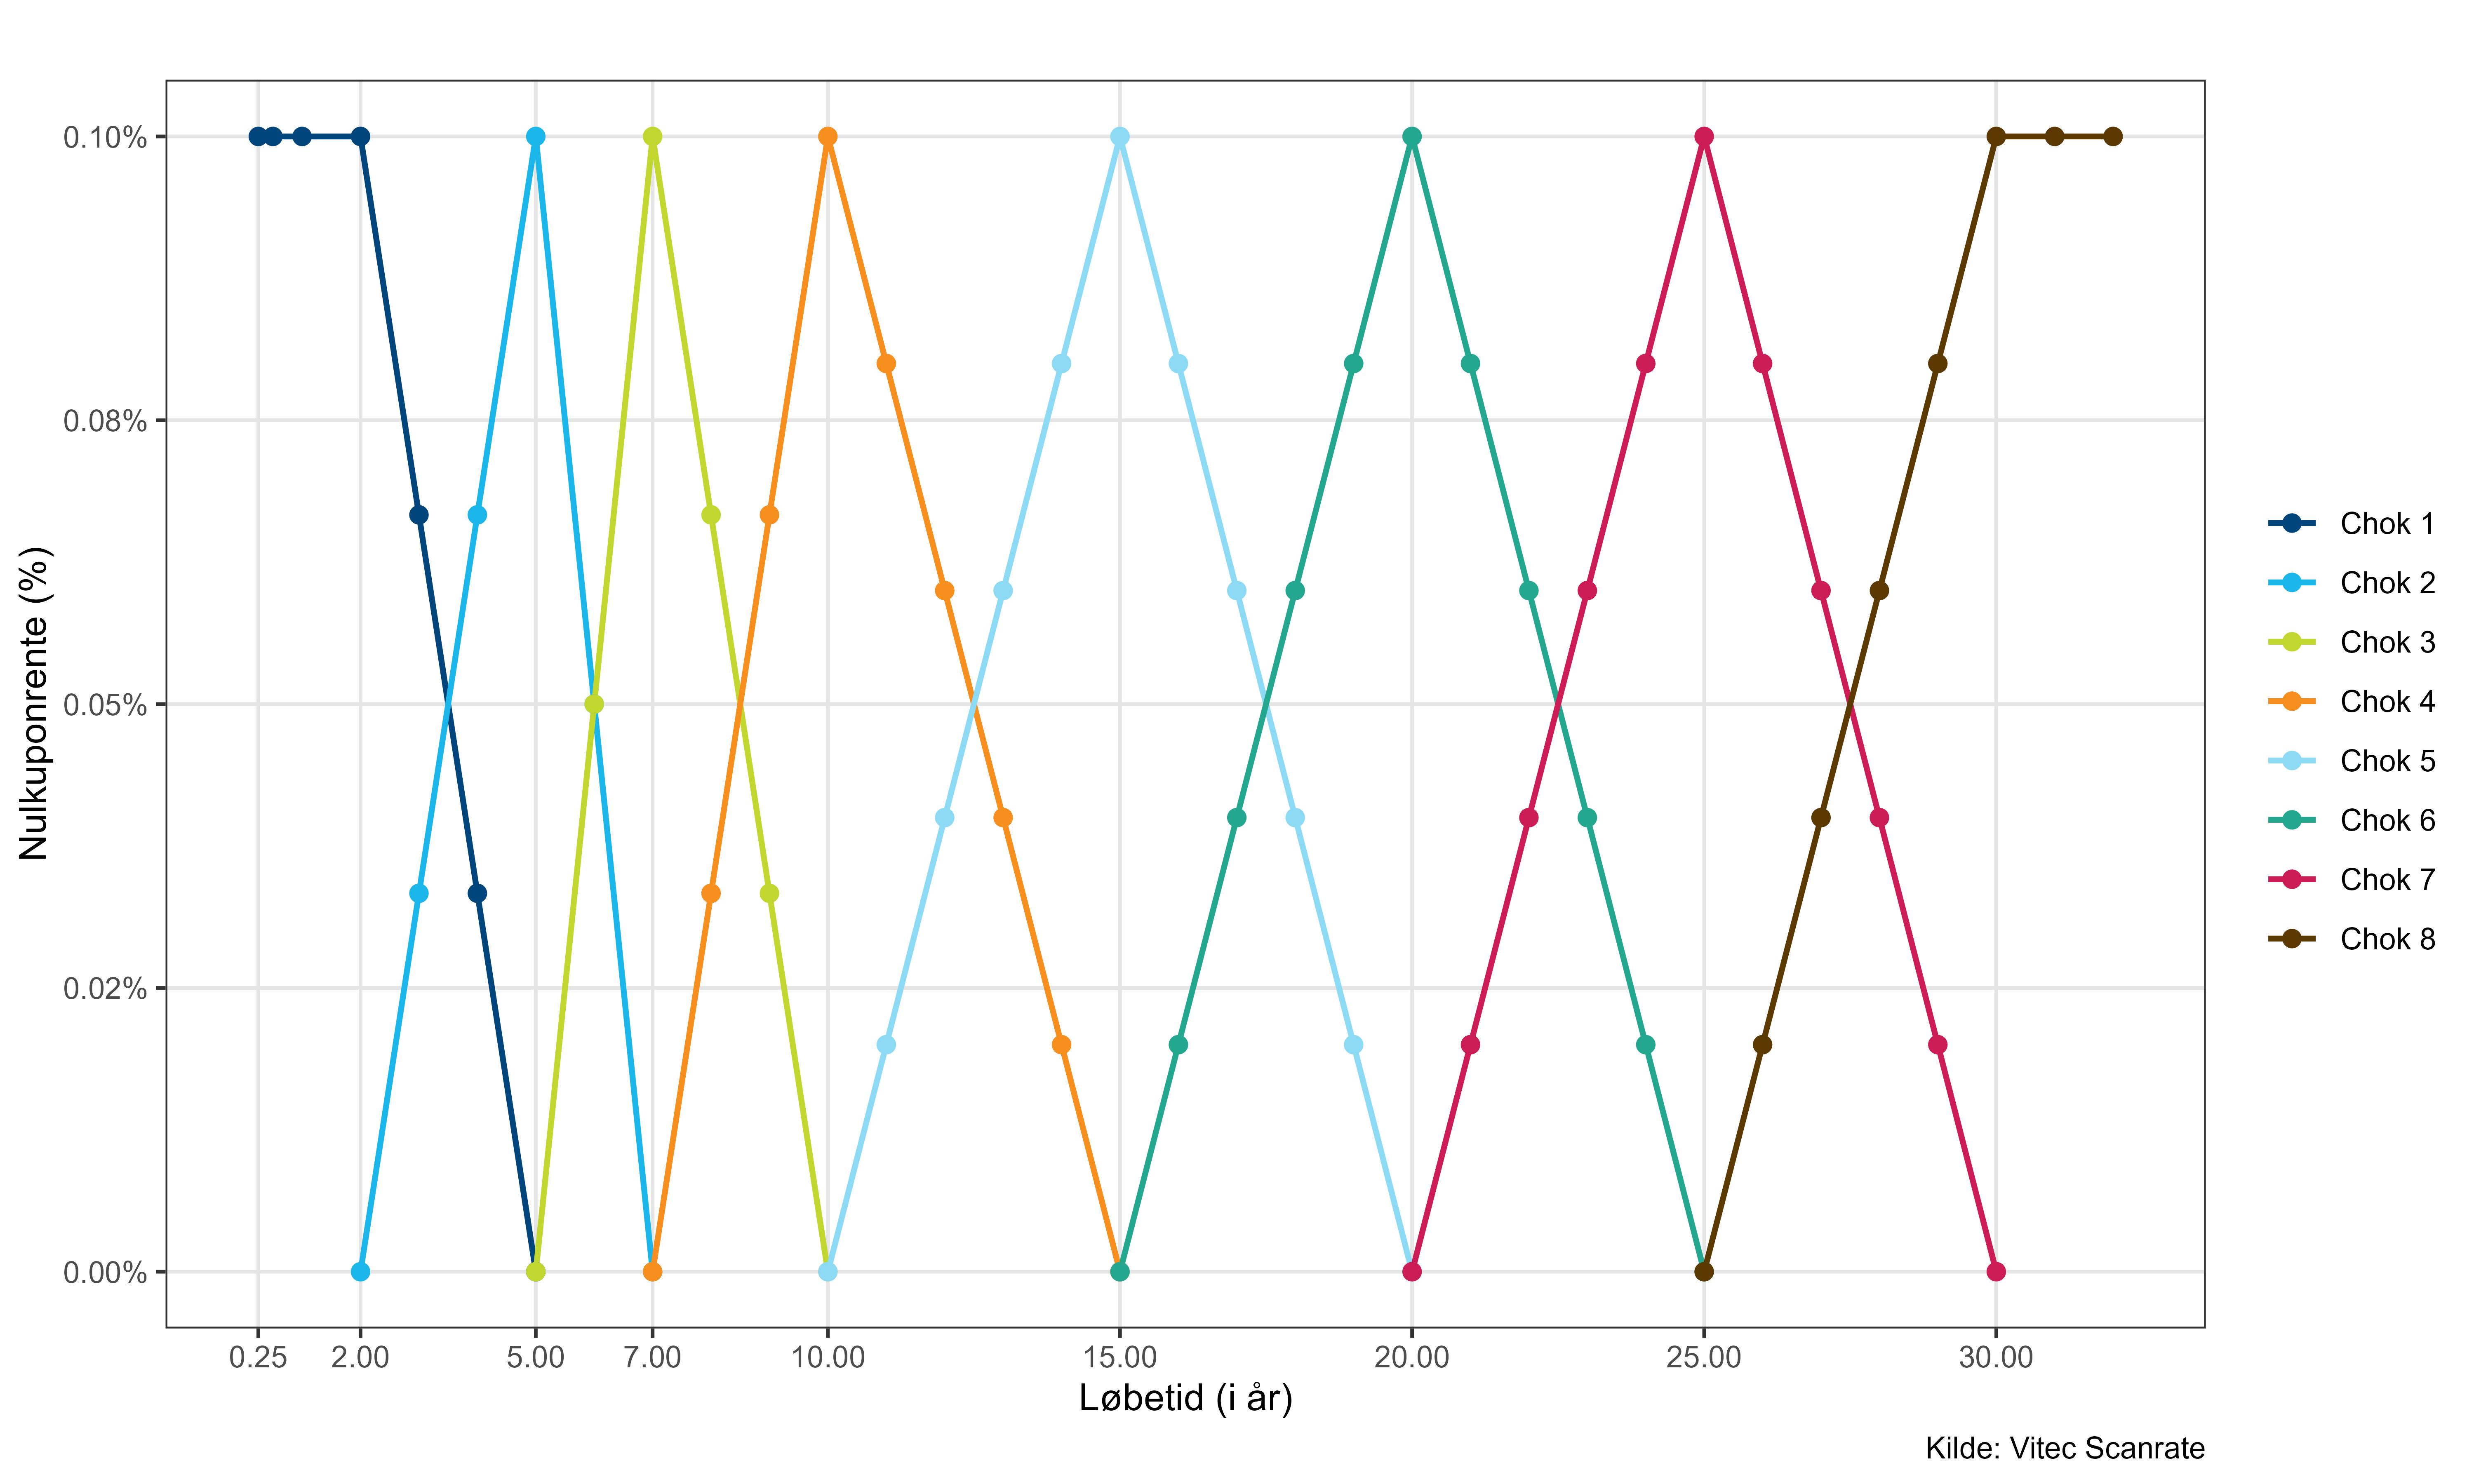 Nulkuponrente (%)
0.10%
0.08%
0.05%
0.02%
0.00%
0.25 2.00 5.00 7.00 10.00 15.00 20.00 25.00 30.00
Løbetid (i år)
Chok 1
Chok 2
Chok 3
Chok 4
Chok 5
Chok 6
Chok 7
Chok 8
Kilde: Vitec Scanrate